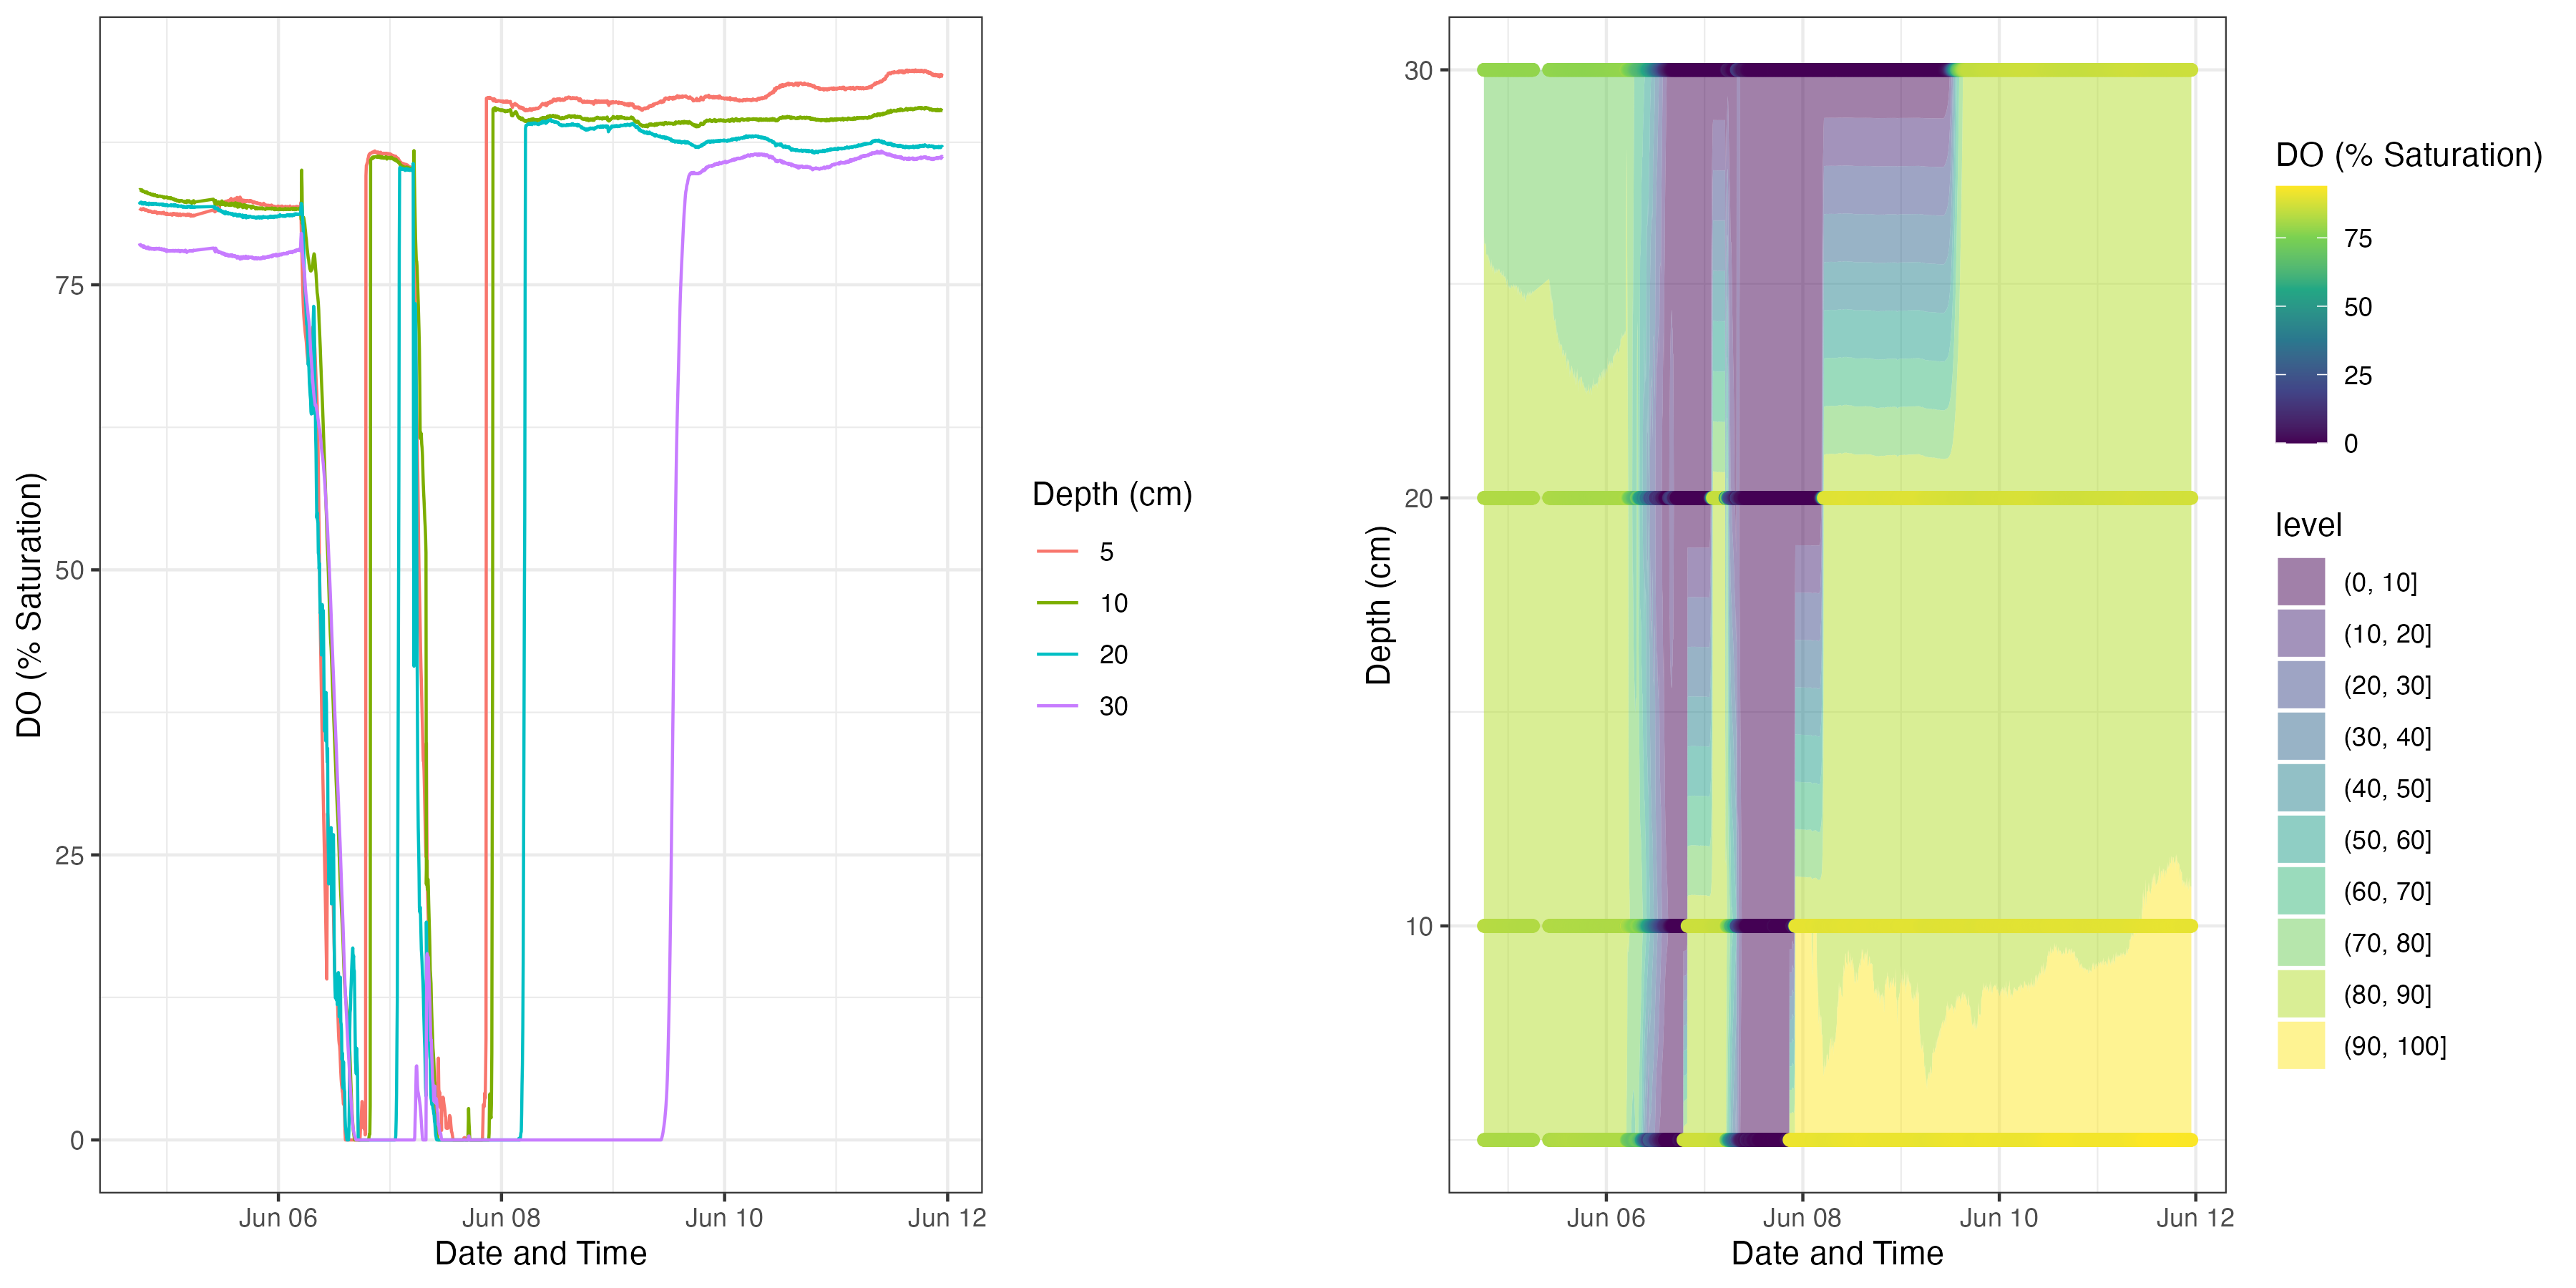 DO (% Saturation)
75
50
25
0
Jun 06
Jun 08
Jun 10
Jun 12
Date and Time
Depth (cm)
5
10
20
30
Depth (cm)
30
20
10
Jun 06
Jun 08
Jun 10
Jun 12
Date and Time
DO (% Saturation)
75
50
25
0
level
(0, 10]
(10, 20]
(20, 30]
(30, 40]
(40, 50]
(50, 60]
(60, 70]
(70, 80]
(80, 90]
(90, 100]